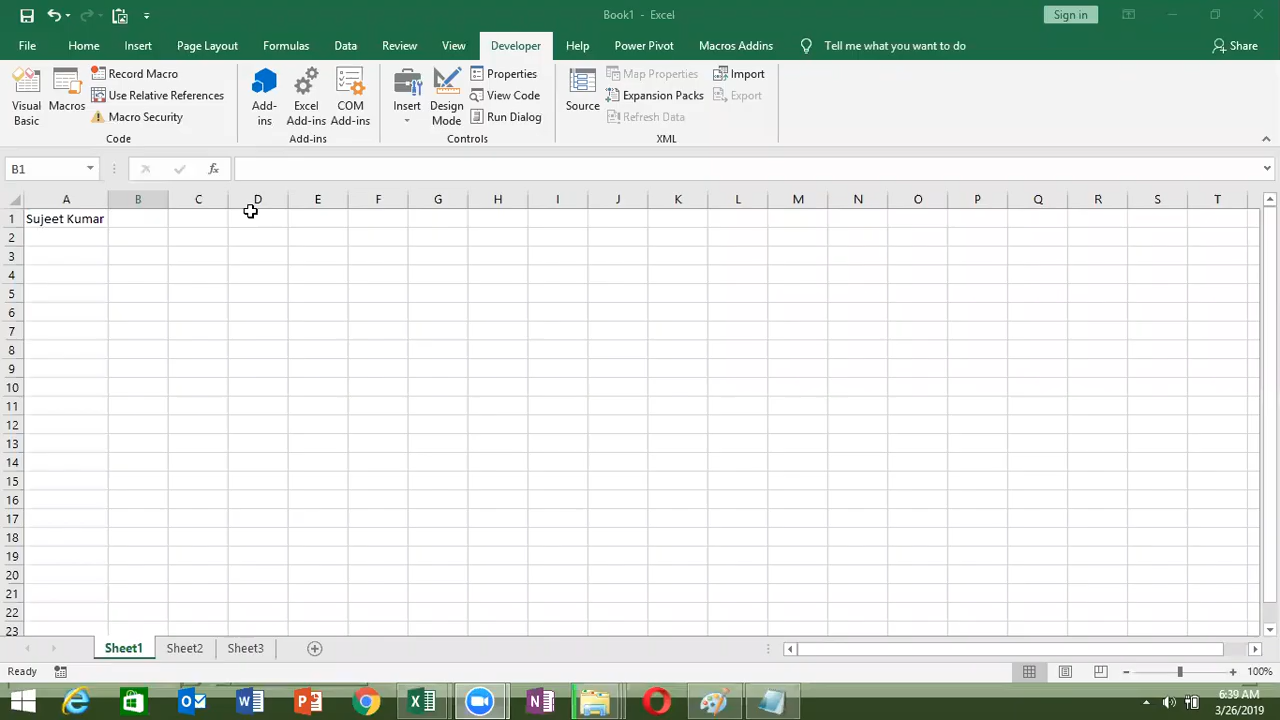 Book1 - Excel
Sign in
File Home Insert Page Layout Formulas Data Review View Developer Help Power Pivot Macros Addins Tell me what you want to do Share
Visual Basic
Macros
Record Macro
Use Relative References
Macro Security
Code
Add-ins
Excel Add-ins
COM Add-ins
Add-ins
Insert
Design Mode
Properties
View Code
Run Dialog
Controls
Source
Map Properties
Expansion Packs
Refresh Data
Import
Export
XML
B1
fx
A B C D E F G H I J K L M N O P Q R S T
1 Sujeet Kumar
2
3
4
5
6
7
8
9
10
11
12
13
14
15
16
17
18
19
20
21
22
23
Sheet1 Sheet2 Sheet3
Ready
100%
6:39 AM
3/26/2019